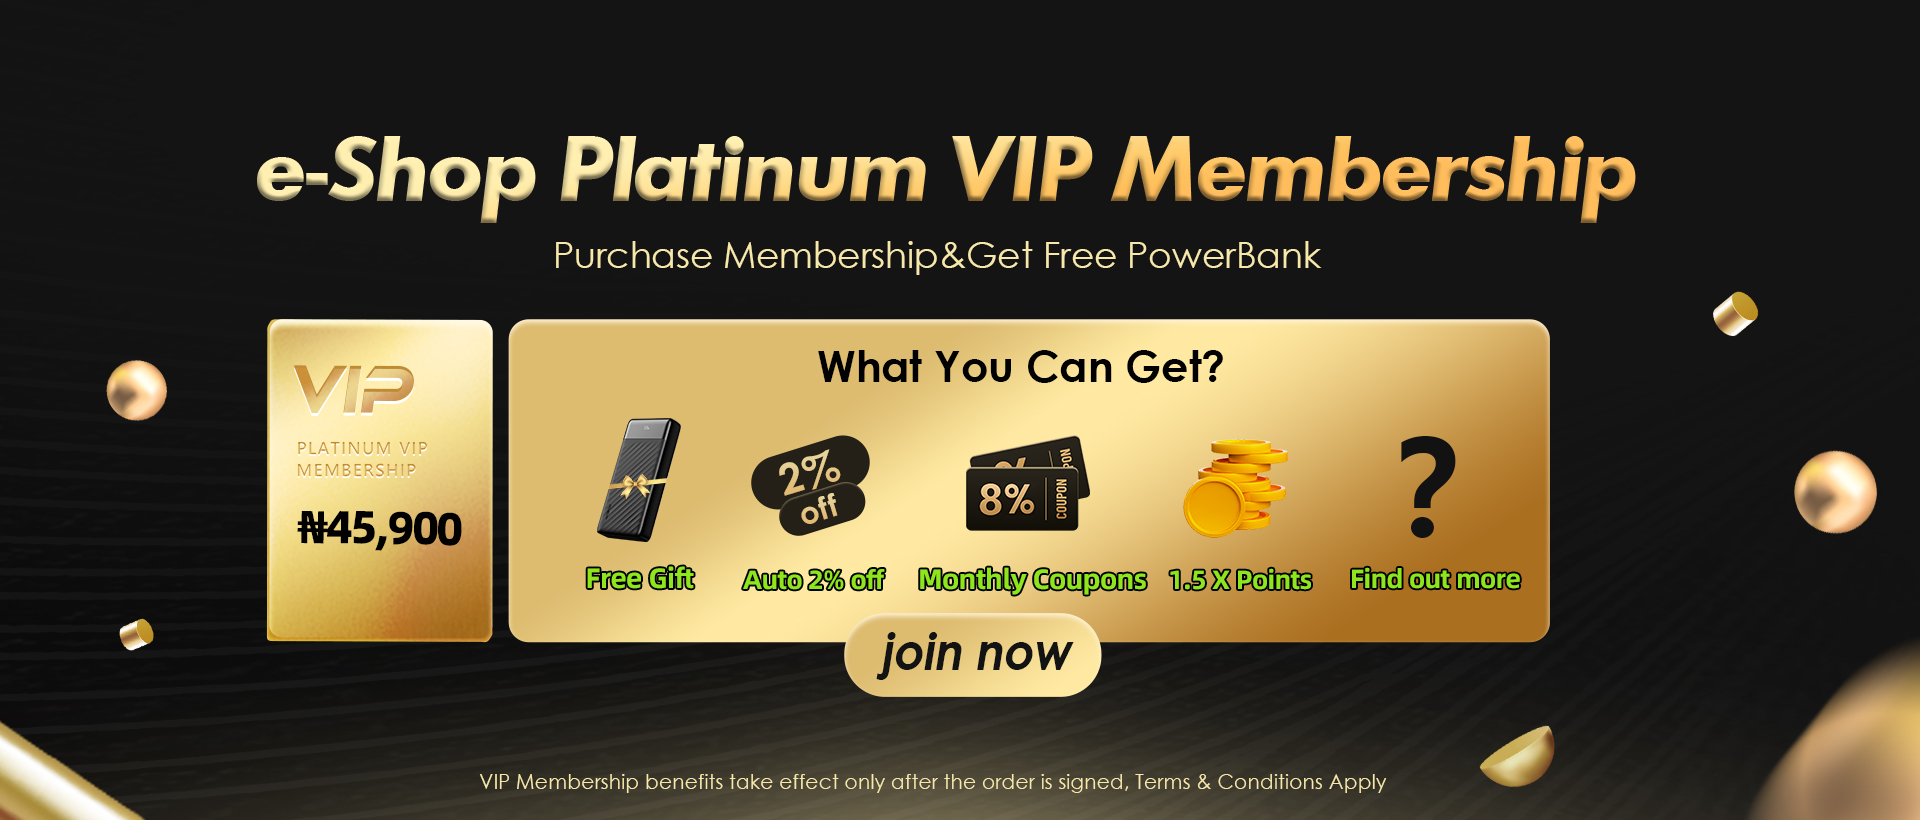 e-Shop Platinum VIP Membership
Purchase Membership&Get Free PowerBank
VIP
PLATINUM VIP
MEMBERSHIP
₦45,900
What You Can Get?
2%
off
%
PON
8%
COUPON
Free Gift
Auto 2% off
Monthly Coupons
1.5 X Points
?
Find out more
join now
VIP Membership benefits take effect only after the order is signed, Terms & Conditions Apply